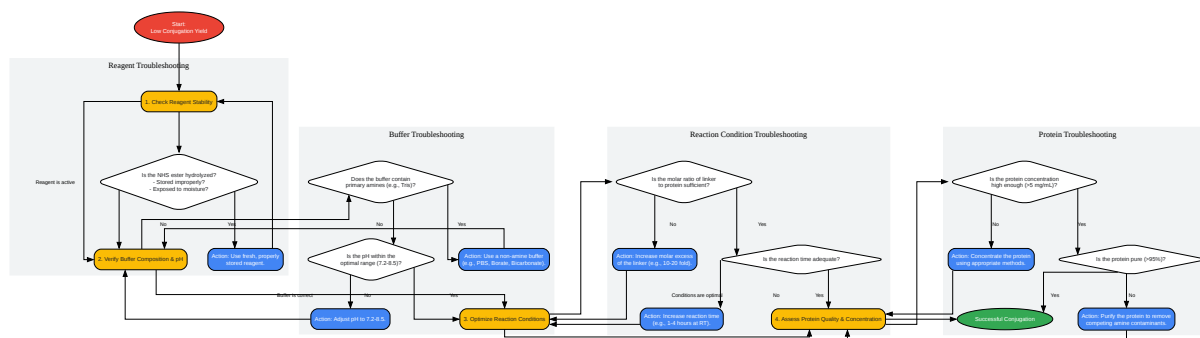 Start:
Low Conjugation Yield
Reagent Troubleshooting
1. Check Reagent Stability
Is the NHS ester hydrolyzed?
- Stored improperly?
- Exposed to moisture?
Reagent is active
No
Yes
2. Verify Buffer Composition & pH
Action: Use fresh, properly
stored reagent.
Buffer Troubleshooting
Does the buffer contain
primary amines (e.g., Tris)?
No
Yes
Is the pH within the
optimal range (7.2-8.5)?
Action: Use a non-amine buffer
(e.g., PBS, Borate, Bicarbonate).
Buffer is correct
No
Yes
Action: Adjust pH to 7.2-8.5.
3. Optimize Reaction Conditions
Reaction Condition Troubleshooting
Is the molar ratio of linker
to protein sufficient?
No
Yes
Action: Increase molar excess
of the linker (e.g., 10-20 fold).
Is the reaction time adequate?
Conditions are optimal
No
Yes
Action: Increase reaction time
(e.g., 1-4 hours at RT).
4. Assess Protein Quality & Concentration
Protein Troubleshooting
Is the protein concentration
high enough (>5 mg/mL)?
No
Yes
Action: Concentrate the protein
using appropriate methods.
Is the protein pure (>95%)?
Yes
No
Successful Conjugation
Action: Purify the protein to remove
competing amine contaminants.